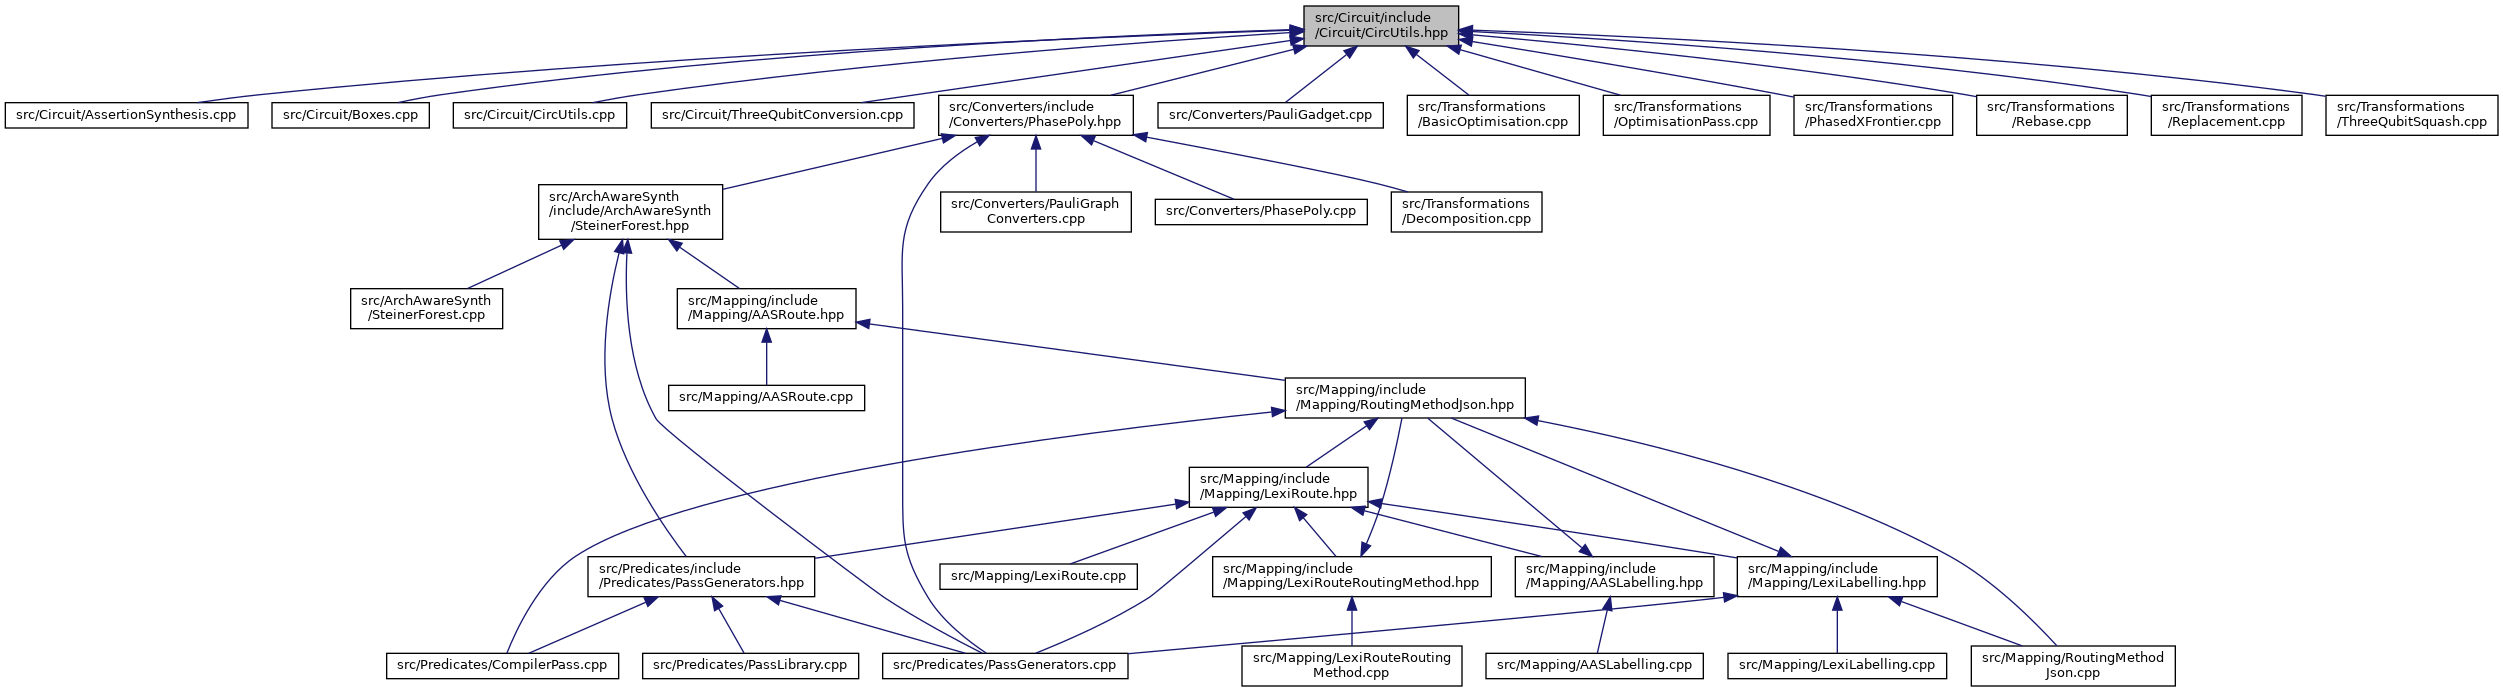 src/Circuit/include
/Circuit/CircUtils.hpp
src/Circuit/AssertionSynthesis.cpp
src/Circuit/Boxes.cpp
src/Circuit/CircUtils.cpp
src/Circuit/ThreeQubitConversion.cpp
src/Converters/include
/Converters/PhasePoly.hpp
src/Converters/PauliGadget.cpp
src/Transformations
/BasicOptimisation.cpp
src/Transformations
/OptimisationPass.cpp
src/Transformations
/PhasedXFrontier.cpp
src/Transformations
/Rebase.cpp
src/Transformations
/Replacement.cpp
src/Transformations
/ThreeQubitSquash.cpp
src/ArchAwareSynth
/include/ArchAwareSynth
/SteinerForest.hpp
src/Converters/PauliGraph
Converters.cpp
src/Converters/PhasePoly.cpp
src/Transformations
/Decomposition.cpp
src/ArchAwareSynth
/SteinerForest.cpp
src/Mapping/include
/Mapping/AASRoute.hpp
src/Mapping/AASRoute.cpp
src/Mapping/include
/Mapping/RoutingMethodJson.hpp
src/Mapping/include
/Mapping/LexiRoute.hpp
src/Predicates/include
/Predicates/PassGenerators.hpp
src/Mapping/LexiRoute.cpp
src/Mapping/include
/Mapping/LexiRouteRoutingMethod.hpp
src/Mapping/include
/Mapping/AASLabelling.hpp
src/Mapping/include
/Mapping/LexiLabelling.hpp
src/Predicates/CompilerPass.cpp
src/Predicates/PassLibrary.cpp
src/Predicates/PassGenerators.cpp
src/Mapping/LexiRouteRouting
Method.cpp
src/Mapping/AASLabelling.cpp
src/Mapping/LexiLabelling.cpp
src/Mapping/RoutingMethod
Json.cpp